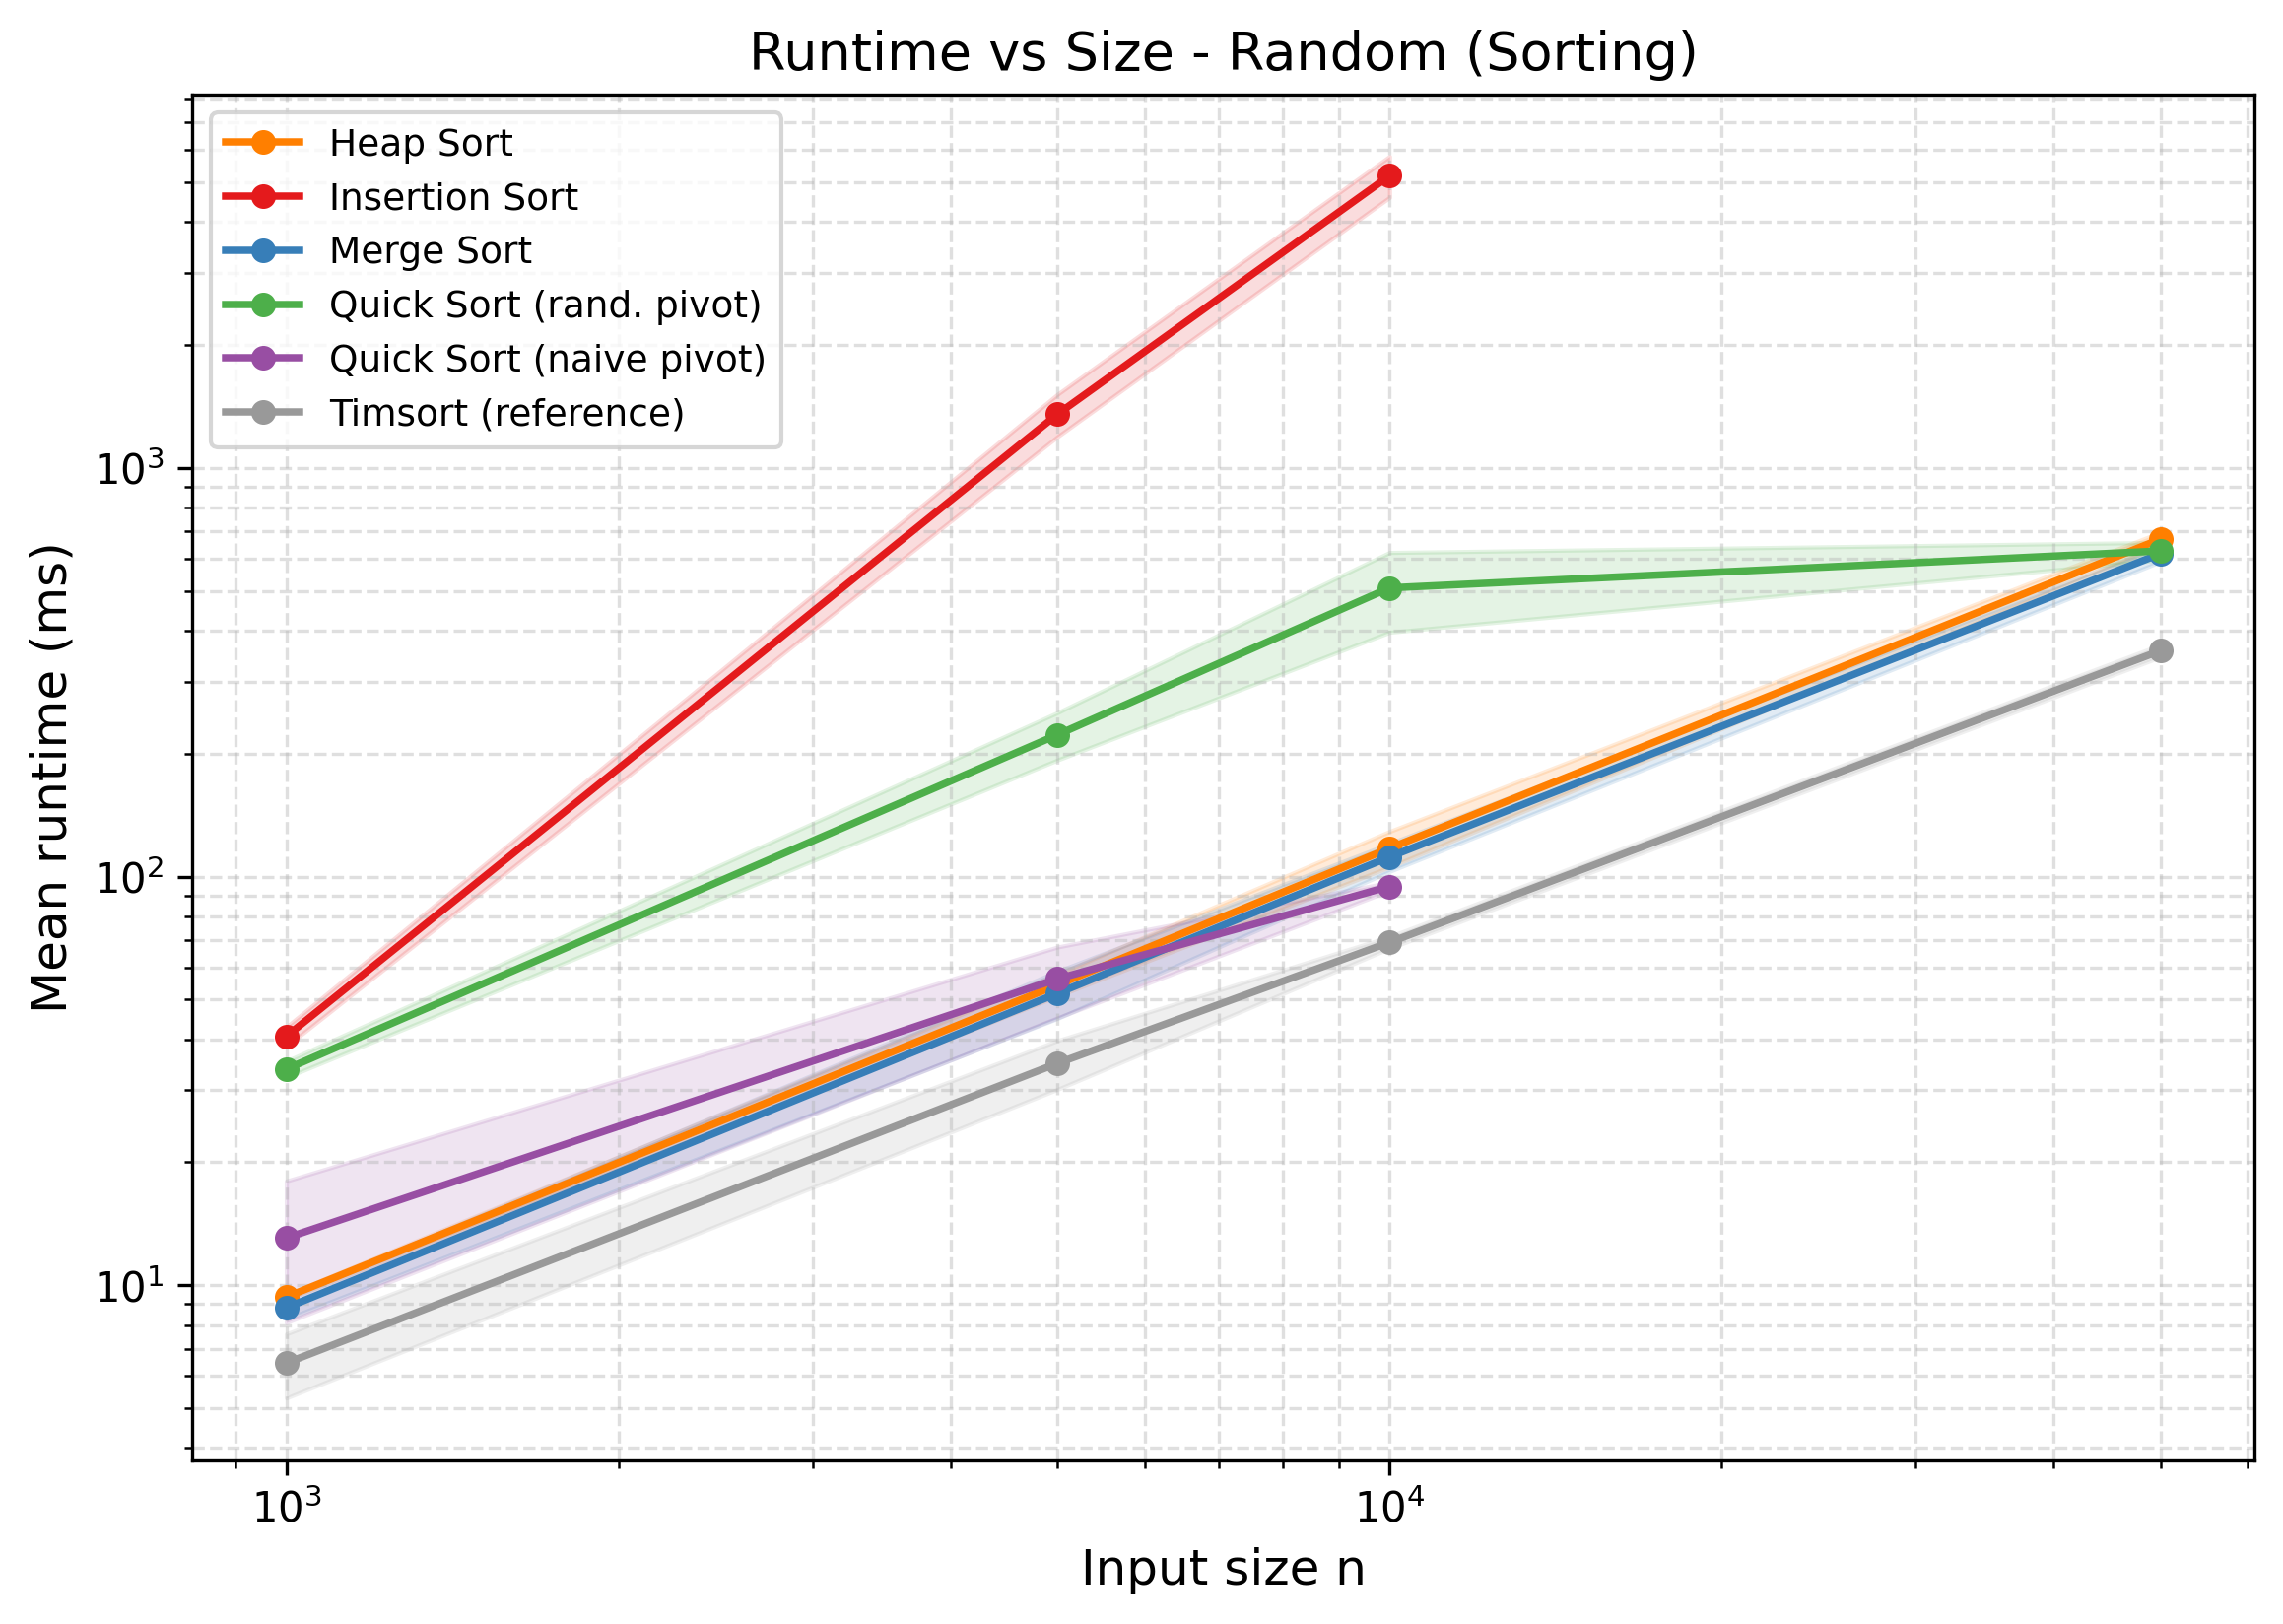 Runtime vs Size - Random (Sorting)
Heap Sort
Insertion Sort
Merge Sort
Quick Sort (rand. pivot)
Quick Sort (naive pivot)
Timsort (reference)
Mean runtime (ms)
10³
10²
10¹
10³ 10⁴
Input size n